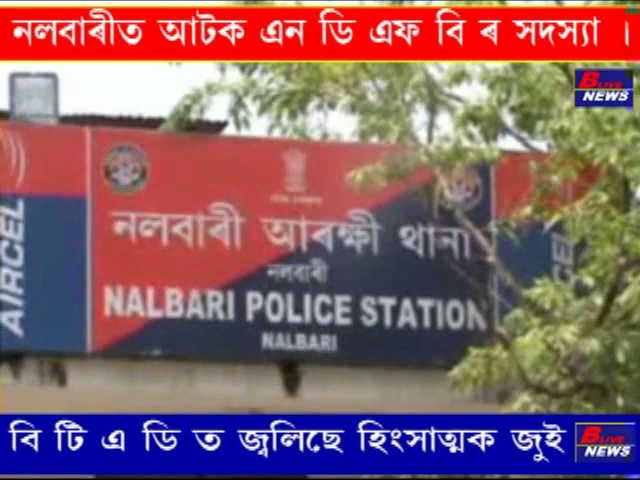 নলবাৰীত আটক এন ডি এফ বি ৰ সদস্যা ।
B LIVE
NEWS
নলবাৰী আৰক্ষী থানা
নলবাৰী
NALBARI POLICE STATION
NALBARI
AIRCEL
বি টি এ ডি ত জ্বলিছে হিংসাত্মক জুই
B LIVE
NEWS